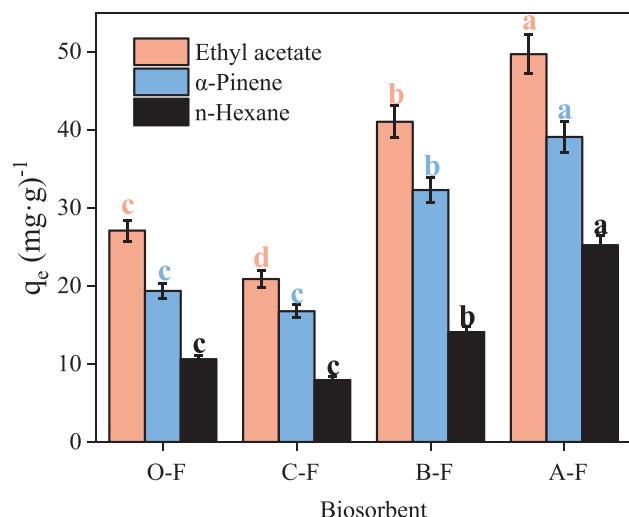 Ethyl acetate
α-Pinene
n-Hexane
qe (mg·g)-1
50
40
30
20
10
0
c c c
d c c
b b b
a a a
O-F C-F B-F A-F
Biosorbent